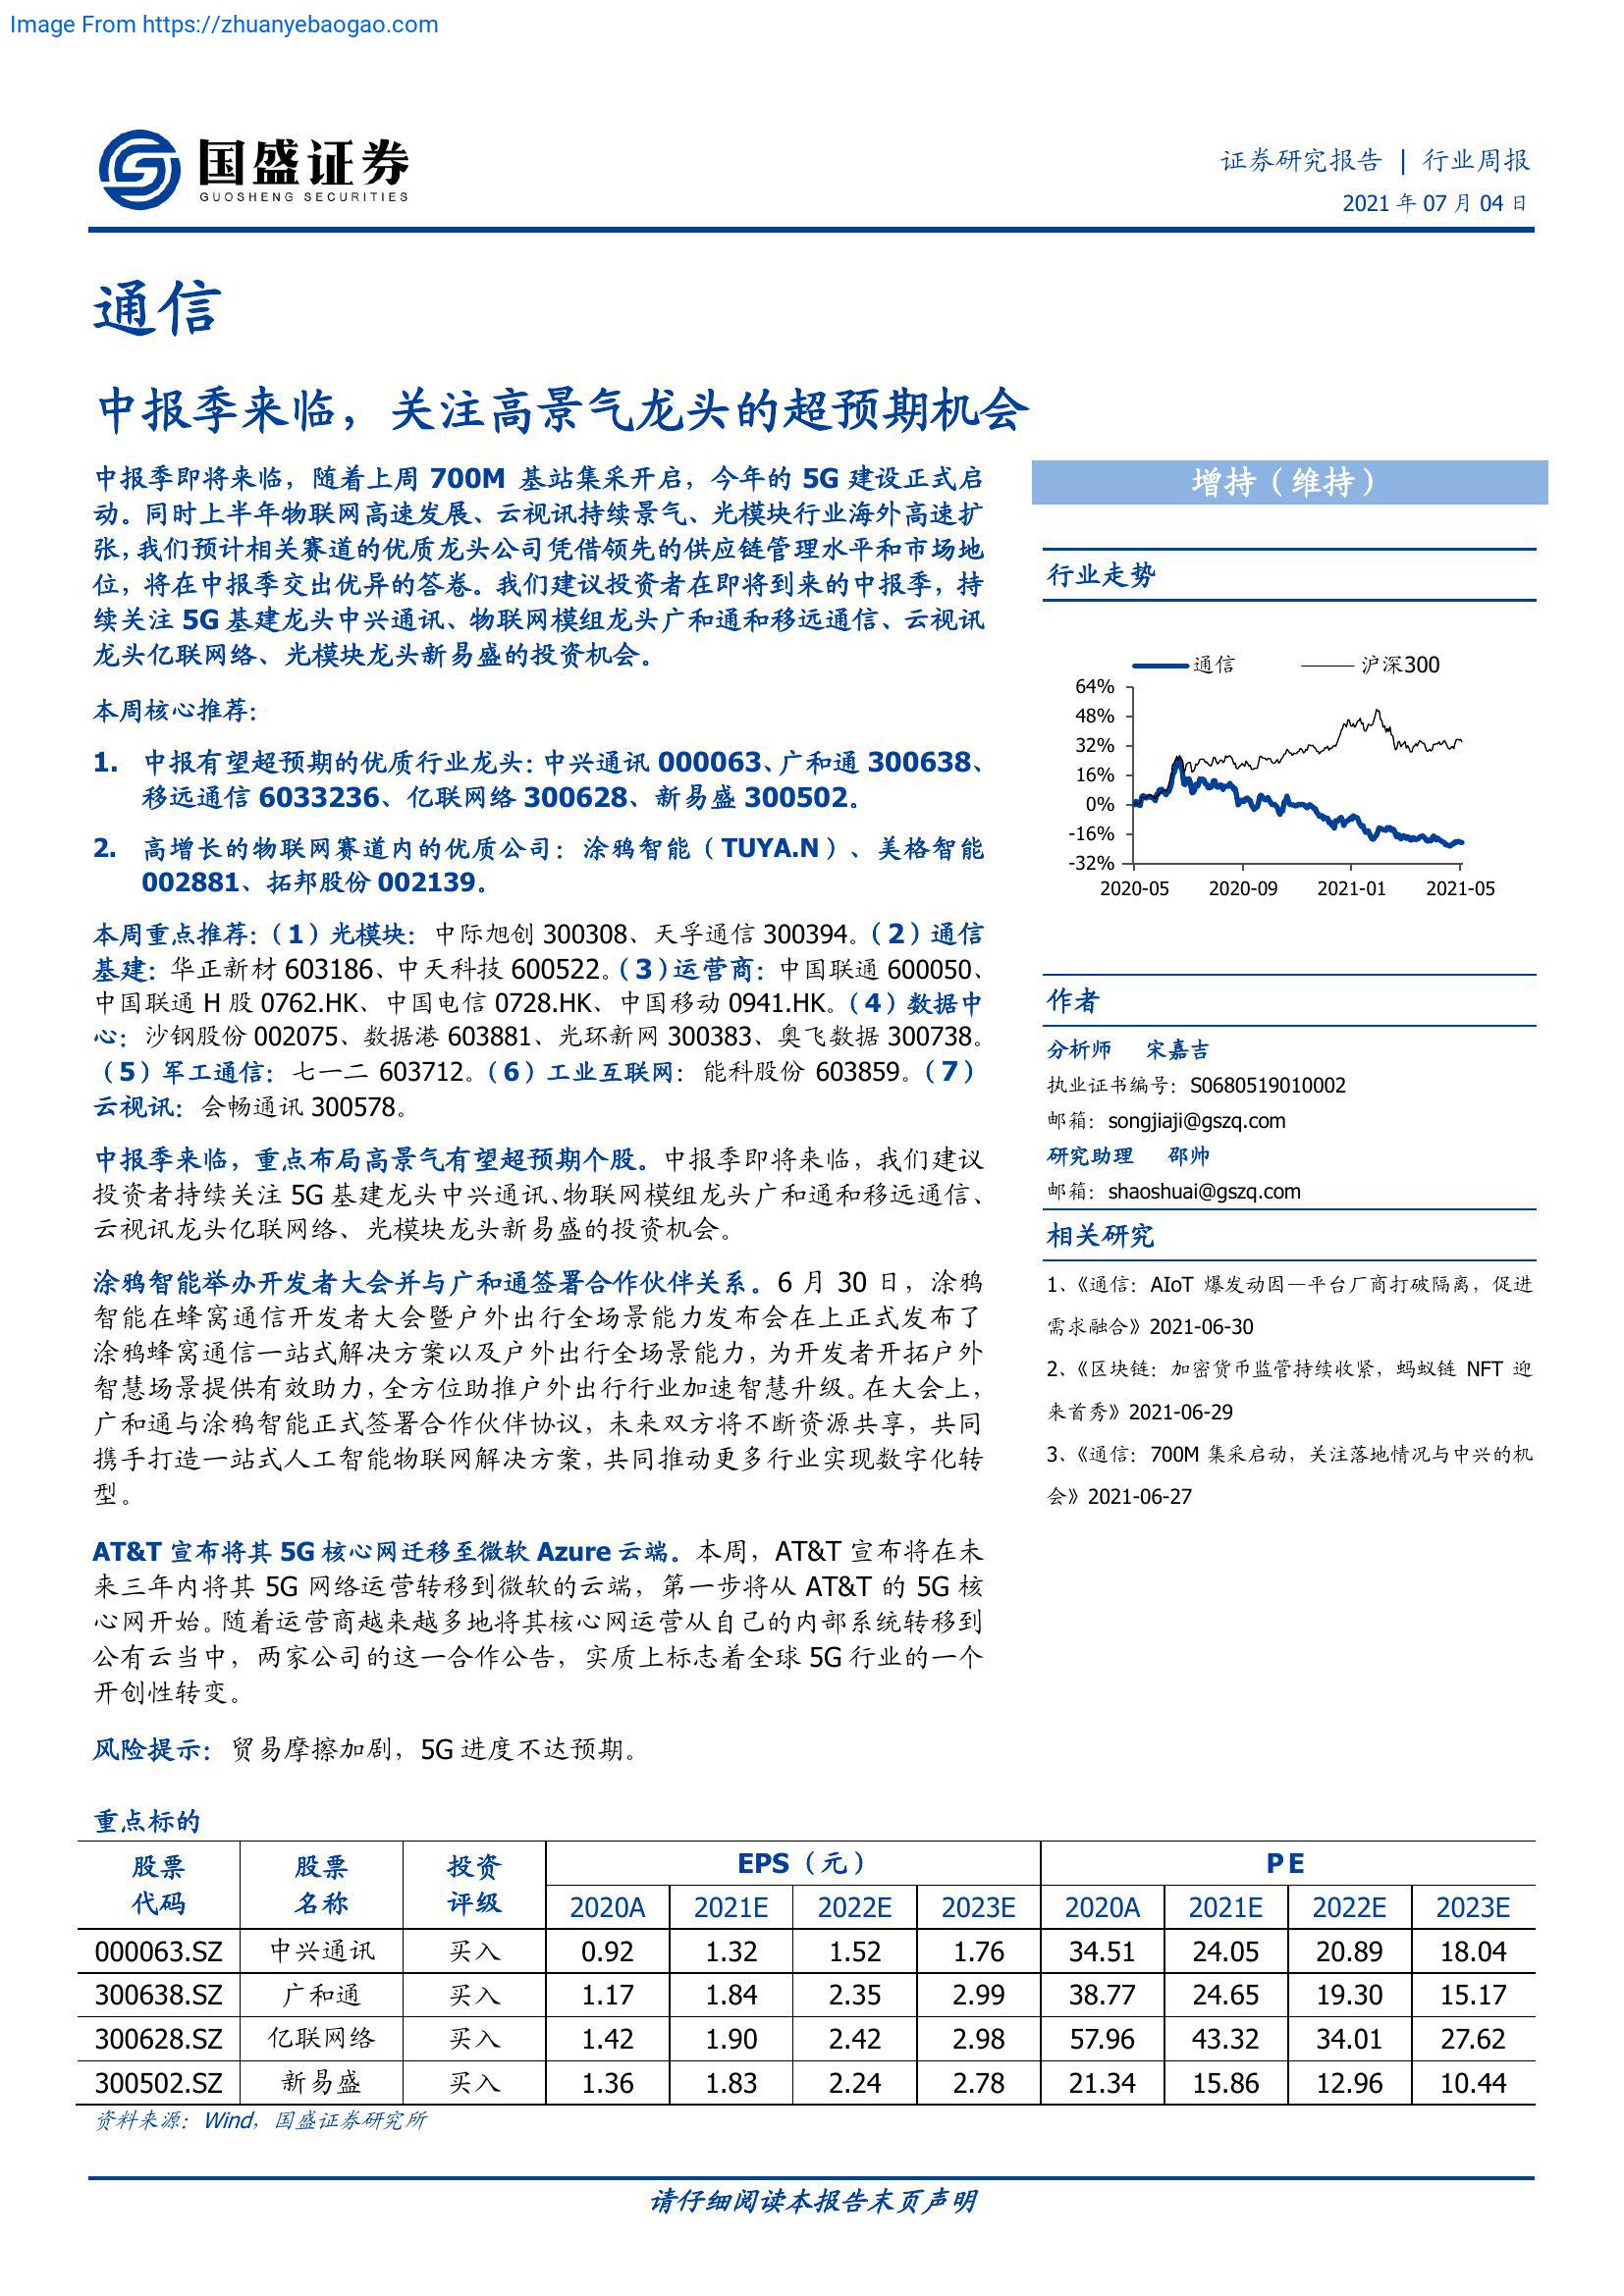 Image From https://zhuanyebaogao.com
国盛证券
GUOSHENG SECURITIES
证券研究报告 | 行业周报
2021 年 07 月 04 日
通信
中报季来临，关注高景气龙头的超预期机会
中报季即将来临，随着上周 700M 基站集采开启，今年的 5G 建设正式启
动。同时上半年物联网高速发展、云视讯持续景气、光模块行业海外高速扩
张，我们预计相关赛道的优质龙头公司凭借领先的供应链管理水平和市场地
位，将在中报季交出优异的答卷。我们建议投资者在即将到来的中报季，持
续关注 5G 基建龙头中兴通讯、物联网模组龙头广和通和移远通信、云视讯
龙头亿联网络、光模块龙头新易盛的投资机会。
本周核心推荐：
1. 中报有望超预期的优质行业龙头：中兴通讯 000063、广和通 300638、
移远通信 6033236、亿联网络 300628、新易盛 300502。
2. 高增长的物联网赛道内的优质公司：涂鸦智能（TUYA.N）、美格智能
002881、拓邦股份 002139。
本周重点推荐：（1）光模块：中际旭创 300308、天孚通信 300394。（2）通信
基建：华正新材 603186、中天科技 600522。（3）运营商：中国联通 600050、
中国联通 H 股 0762.HK、中国电信 0728.HK、中国移动 0941.HK。（4）数据中
心：沙钢股份 002075、数据港 603881、光环新网 300383、奥飞数据 300738。
（5）军工通信：七一二 603712。（6）工业互联网：能科股份 603859。（7）
云视讯：会畅通讯 300578。
中报季来临，重点布局高景气有望超预期个股。中报季即将来临，我们建议
投资者持续关注 5G 基建龙头中兴通讯、物联网模组龙头广和通和移远通信、
云视讯龙头亿联网络、光模块龙头新易盛的投资机会。
涂鸦智能举办开发者大会并与广和通签署合作伙伴关系。6 月 30 日，涂鸦
智能在蜂窝通信开发者大会暨户外出行全场景能力发布会在上正式发布了
涂鸦蜂窝通信一站式解决方案以及户外出行全场景能力，为开发者开拓户外
智慧场景提供有效助力，全方位助推户外出行行业加速智慧升级。在大会上，
广和通与涂鸦智能正式签署合作伙伴协议，未来双方将不断资源共享，共同
携手打造一站式人工智能物联网解决方案，共同推动更多行业实现数字化转
型。
AT&T 宣布将其 5G 核心网迁移至微软 Azure 云端。本周，AT&T 宣布将在未
来三年内将其 5G 网络运营转移到微软的云端，第一步将从 AT&T 的 5G 核
心网开始。随着运营商越来越多地将其核心网运营从自己的内部系统转移到
公有云当中，两家公司的这一合作公告，实质上标志着全球 5G 行业的一个
开创性转变。
风险提示：贸易摩擦加剧，5G 进度不达预期。
增持（维持）
行业走势
通信 沪深300
64%
48%
32%
16%
0%
-16%
-32%
2020-05 2020-09 2021-01 2021-05
作者
分析师 宋嘉吉
执业证书编号：S0680519010002
邮箱：songjiaji@gszq.com
研究助理 邵帅
邮箱：shaoshuai@gszq.com
相关研究
1、《通信：AIoT 爆发动因—平台厂商打破隔离，促进
需求融合》2021-06-30
2、《区块链：加密货币监管持续收紧，蚂蚁链 NFT 迎
来首秀》2021-06-29
3、《通信：700M 集采启动，关注落地情况与中兴的机
会》2021-06-27
重点标的
股票 股票 投资 EPS（元） P E
代码 名称 评级 2020A 2021E 2022E 2023E 2020A 2021E 2022E 2023E
000063.SZ 中兴通讯 买入 0.92 1.32 1.52 1.76 34.51 24.05 20.89 18.04
300638.SZ 广和通 买入 1.17 1.84 2.35 2.99 38.77 24.65 19.30 15.17
300628.SZ 亿联网络 买入 1.42 1.90 2.42 2.98 57.96 43.32 34.01 27.62
300502.SZ 新易盛 买入 1.36 1.83 2.24 2.78 21.34 15.86 12.96 10.44
资料来源：Wind，国盛证券研究所
请仔细阅读本报告末页声明